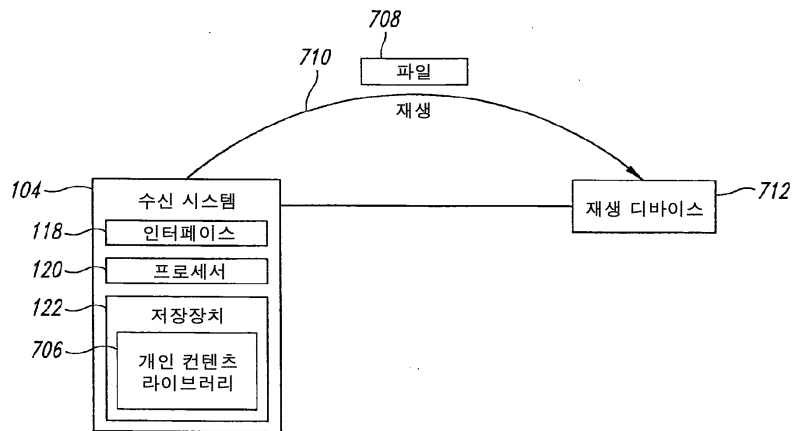 708
710
파일
재생
104
수신 시스템
재생 디바이스
712
118
인터페이스
120
프로세서
122
저장장치
706
개인 컨텐츠
라이브러리